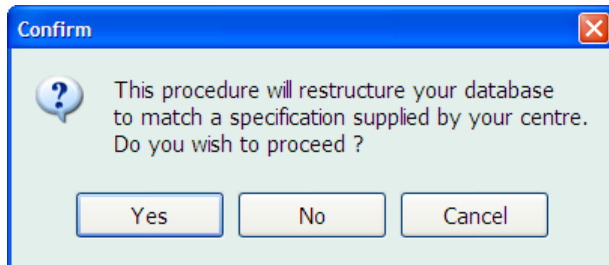 Confirm
This procedure will restructure your database
to match a specification supplied by your centre.
Do you wish to proceed ?
Yes No Cancel